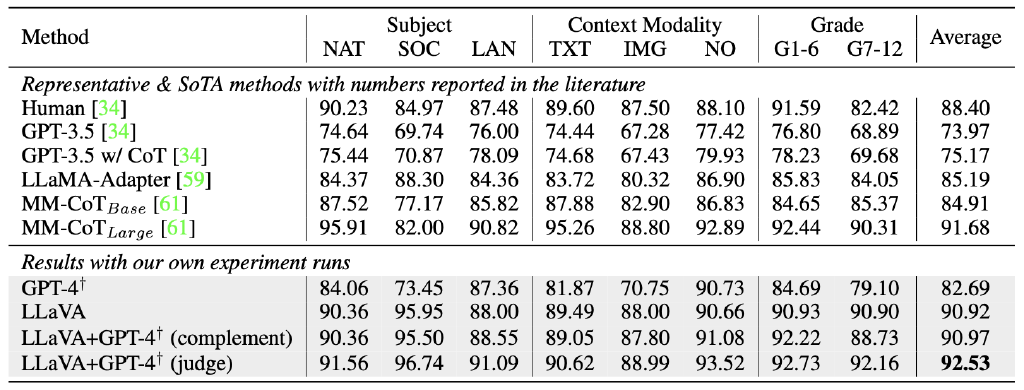 Method Subject Context Modality Grade Average
NAT SOC LAN TXT IMG NO G1-6 G7-12
Representative & SoTA methods with numbers reported in the literature
Human [34] 90.23 84.97 87.48 89.60 87.50 88.10 91.59 82.42 88.40
GPT-3.5 [34] 74.64 69.74 76.00 74.44 67.28 77.42 76.80 68.89 73.97
GPT-3.5 w/ CoT [34] 75.44 70.87 78.09 74.68 67.43 79.93 78.23 69.68 75.17
LLaMA-Adapter [59] 84.37 88.30 84.36 83.72 80.32 86.90 85.83 84.05 85.19
MM-CoT Base [61] 87.52 77.17 85.82 87.88 82.90 86.83 84.65 85.37 84.91
MM-CoT Large [61] 95.91 82.00 90.82 95.26 88.80 92.89 92.44 90.31 91.68
Results with our own experiment runs
GPT-4† 84.06 73.45 87.36 81.87 70.75 90.73 84.69 79.10 82.69
LLaVA 90.36 95.95 88.00 89.49 88.00 90.66 90.93 90.90 90.92
LLaVA+GPT-4† (complement) 90.36 95.50 88.55 89.05 87.80 91.08 92.22 88.73 90.97
LLaVA+GPT-4† (judge) 91.56 96.74 91.09 90.62 88.99 93.52 92.73 92.16 92.53